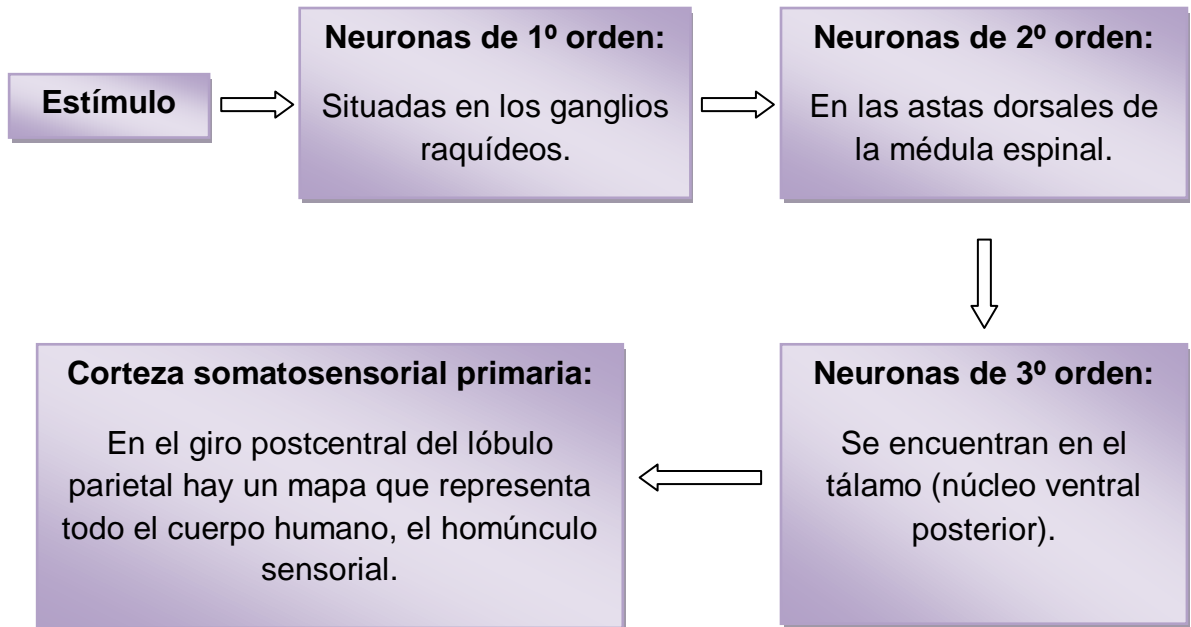 Estímulo
Neuronas de 1º orden:
Situadas en los ganglios
raquídeos.
Neuronas de 2º orden:
En las astas dorsales de
la médula espinal.
Neuronas de 3º orden:
Se encuentran en el
tálamo (núcleo ventral
posterior).
Corteza somatosensorial primaria:
En el giro postcentral del lóbulo
parietal hay un mapa que representa
todo el cuerpo humano, el homúnculo
sensorial.